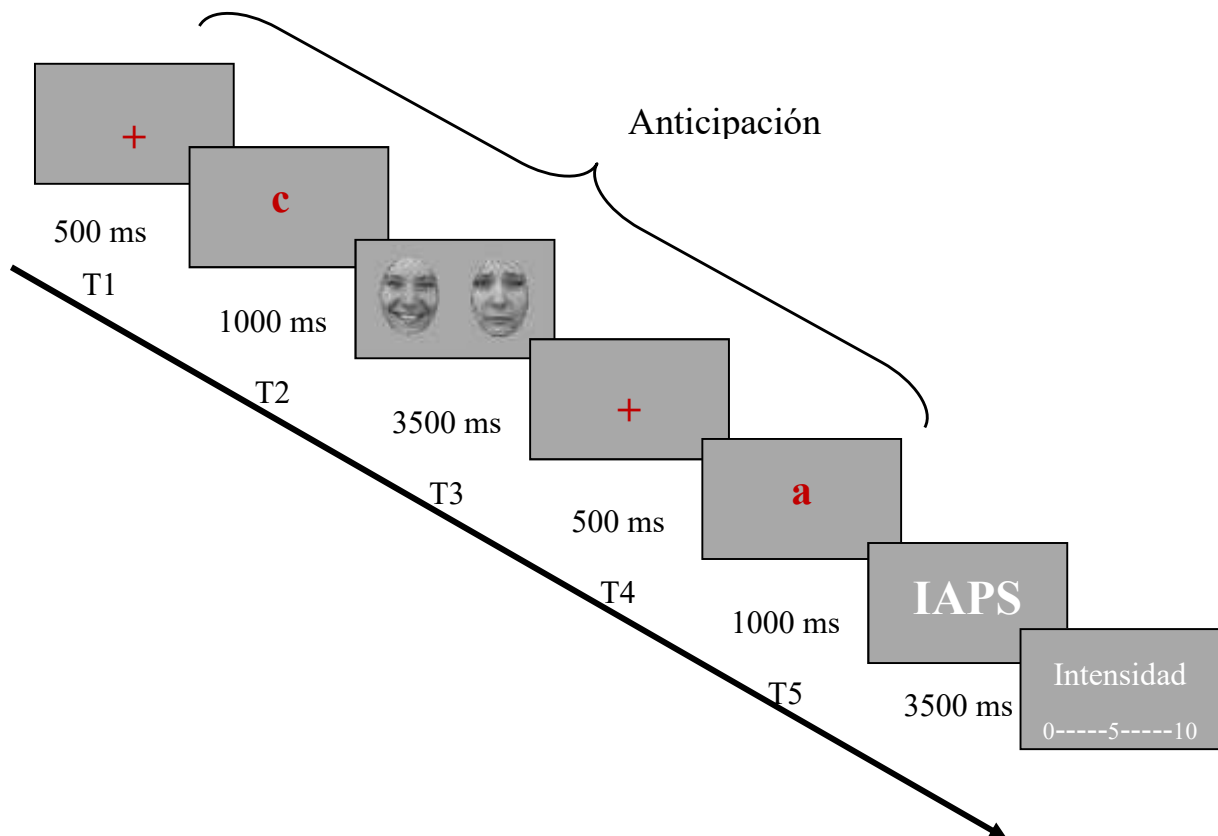 Anticipación
+
c
500 ms
T1
1000 ms
T2
+
3500 ms
a
T3
500 ms
IAPS
T4
1000 ms
Intensidad
T5
3500 ms
0-----5-----10